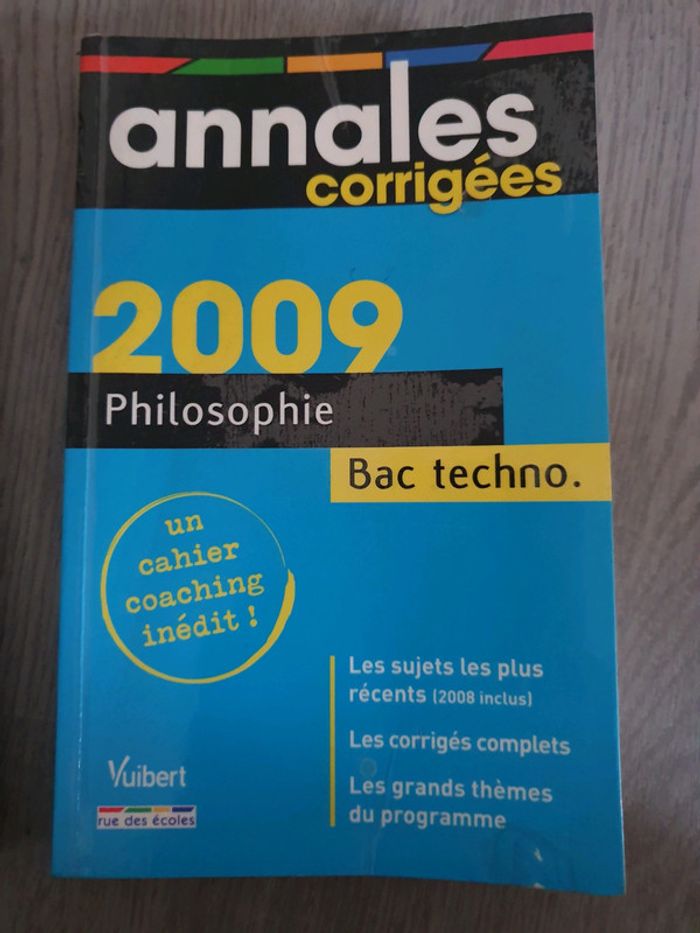 annales
corrigées
2009
Philosophie
Bac techno.
un
cahier
coaching
inédit !
Les sujets les plus
récents (2008 inclus)
Les corrigés complets
Les grands thèmes
du programme
Vuibert
rue des écoles